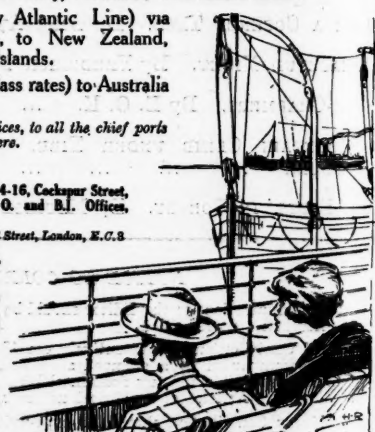 Atlantic Line) via
to New Zealand,
slands.
ass rates) to Australia
ices, to all the chief ports
ere.
4-16, Cockspur Street,
O. and B.I. Offices,
Street, London, E.C.3
H.R